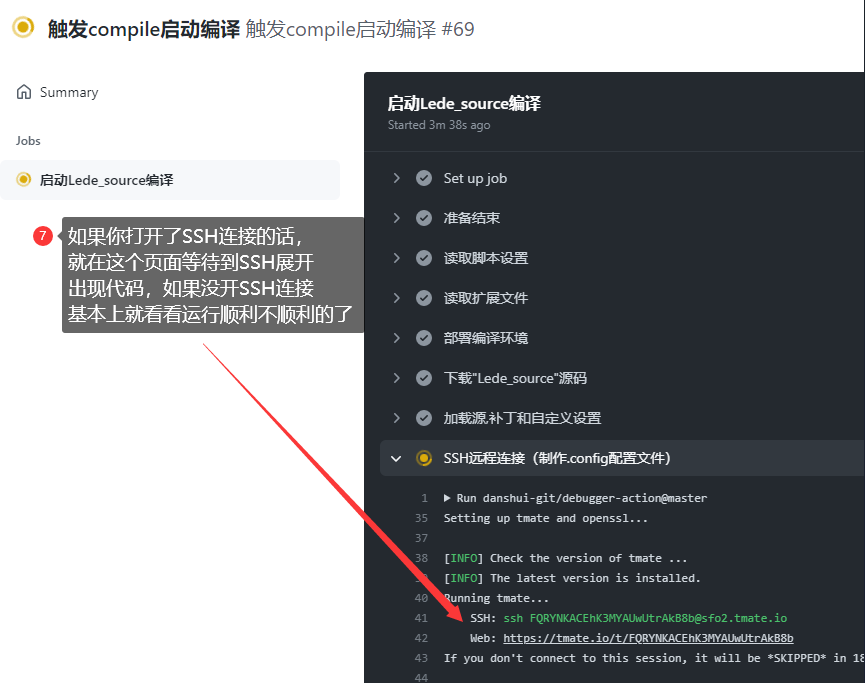 触发compile启动编译 触发compile启动编译 #69
Summary
Jobs
启动Lede_source编译
7
如果你打开了SSH连接的话，
就在这个页面等待到SSH展开
出现代码，如果没开SSH连接
基本上就看看运行顺利不顺利的了
启动Lede_source编译
Started 3m 38s ago
Set up job
准备结束
读取脚本设置
读取扩展文件
部署编译环境
下载"Lede_source"源码
加载源,补丁和自定义设置
SSH远程连接（制作.config配置文件）
1 ▶ Run danshui-git/debugger-action@master
35 Setting up tmate and openssl...
37
38 [INFO] Check the version of tmate ...
39 [INFO] The latest version is installed.
40 Running tmate...
41 SSH: ssh FQRYNKACEhK3MYAUwUtrAkB8b@sfo2.tmate.io
42 Web: https://tmate.io/t/FQRYNKACEhK3MYAUwUtrAkB8b
43 If you don't connect to this session, it will be *SKIPPED* in 18
44